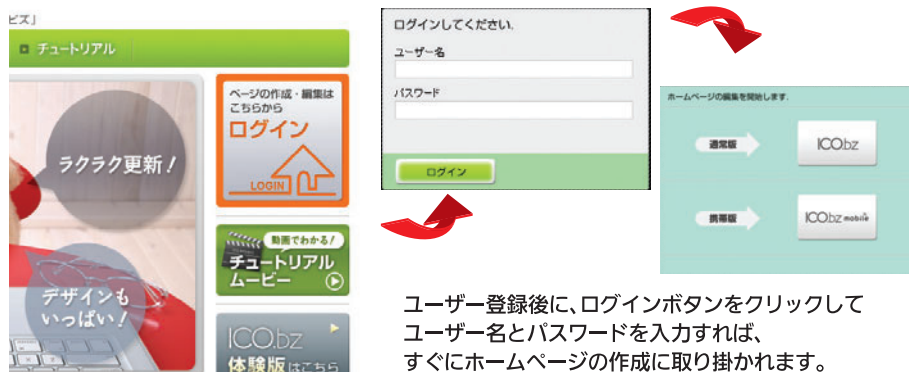 ビズ」
チュートリアル
ラクラク更新！
デザインも
いっぱい！
ページの作成・編集は
こちらから
ログイン
LOGIN
動画でわかる！
チュートリアル
ムービー
ICO.bz
体験版はこちら
ログインしてください.
ユーザー名
パスワード
ログイン
ホームページの編集を開始します.
通常版
ICO.bz
携帯版
ICO.bz mobile
ユーザー登録後に、ログインボタンをクリックして
ユーザー名とパスワードを入力すれば、
すぐにホームページの作成に取り掛かれます。